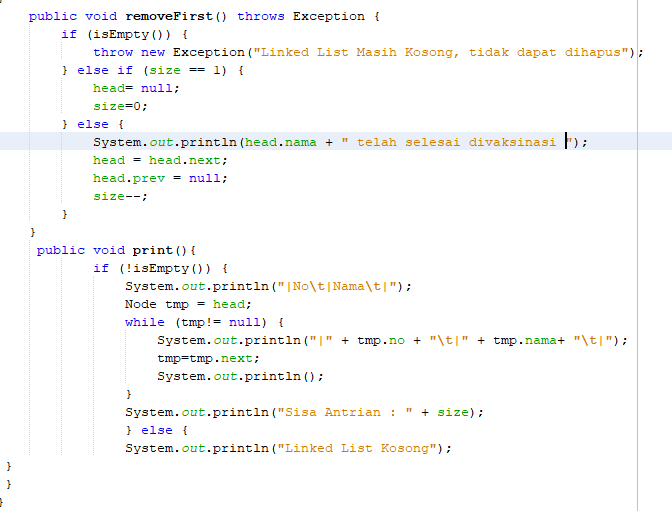 public void removeFirst() throws Exception {
if (isEmpty()) {
throw new Exception("Linked List Masih Kosong, tidak dapat dihapus");
} else if (size == 1) {
head= null;
size=0;
} else {
System.out.println(head.nama + " telah selesai divaksinasi ");
head = head.next;
head.prev = null;
size--;
}
}
public void print(){
if (!isEmpty()) {
System.out.println("|No\t|Nama\t|");
Node tmp = head;
while (tmp!= null) {
System.out.println("|" + tmp.no + "\t|" + tmp.nama+ "\t|");
tmp=tmp.next;
System.out.println();
}
System.out.println("Sisa Antrian : " + size);
} else {
System.out.println("Linked List Kosong");
}
}
}